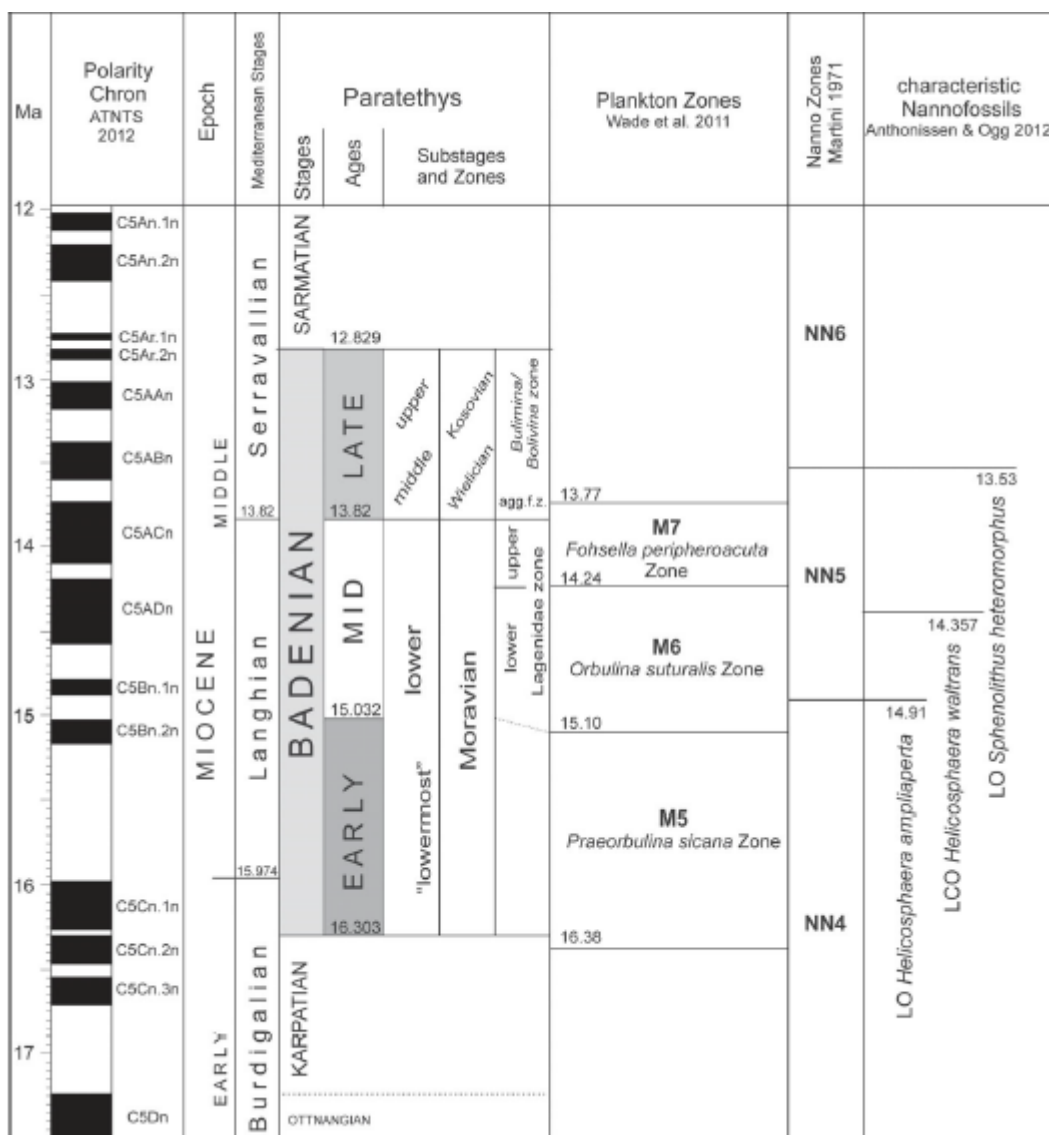 Ma
Polarity
Chron
ATNTS
2012
Epoch
Mediterranean Stages
Paratethys
Stages
Ages
Substages
and Zones
Plankton Zones
Wade et al. 2011
Nanno Zones
Martini 1971
characteristic
Nannofossils
Anthonissen & Ogg 2012
12
13
14
15
16
17
C5An.1n
C5An.2n
C5Ar.1n
C5Ar.2n
C5AAn
C5ABn
C5ACn
C5ADn
C5Bn.1n
C5Bn.2n
C5Cn.1n
C5Cn.2n
C5Cn.3n
C5Dn
MIOCENE
MIDDLE
EARLY
Serravallian
13.82
Langhian
15.974
Burdigalian
SARMATIAN
BADENIAN
KARPATIAN
OTTNANGIAN
12.829
LATE
13.82
MID
15.032
EARLY
16.303
upper
middle
lower
"lowermost"
Kosovian
Wielician
Moravian
Bulimina/
Bolivina zone
agg.f.z.
upper
lower
Lagenidae zone
13.77
M7
Fohsella peripheroacuta
Zone
14.24
M6
Orbulina suturalis Zone
15.10
M5
Praeorbulina sicana Zone
16.38
NN6
NN5
NN4
13.53
LO Sphenolithus heteromorphus
14.357
LCO Helicosphaera waltrans
14.91
LO Helicosphaera ampliaperta